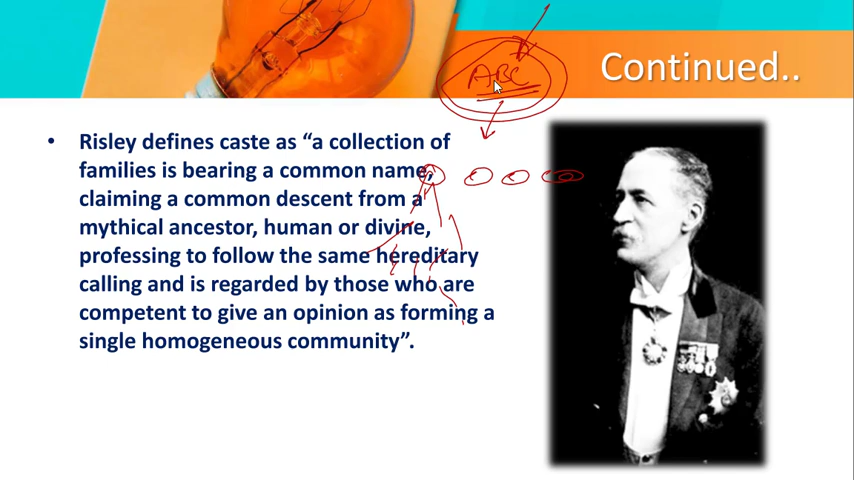 Continued..
ABC
• Risley defines caste as “a collection of
families is bearing a common name,
claiming a common descent from a
mythical ancestor, human or divine,
professing to follow the same hereditary
calling and is regarded by those who are
competent to give an opinion as forming a
single homogeneous community”.